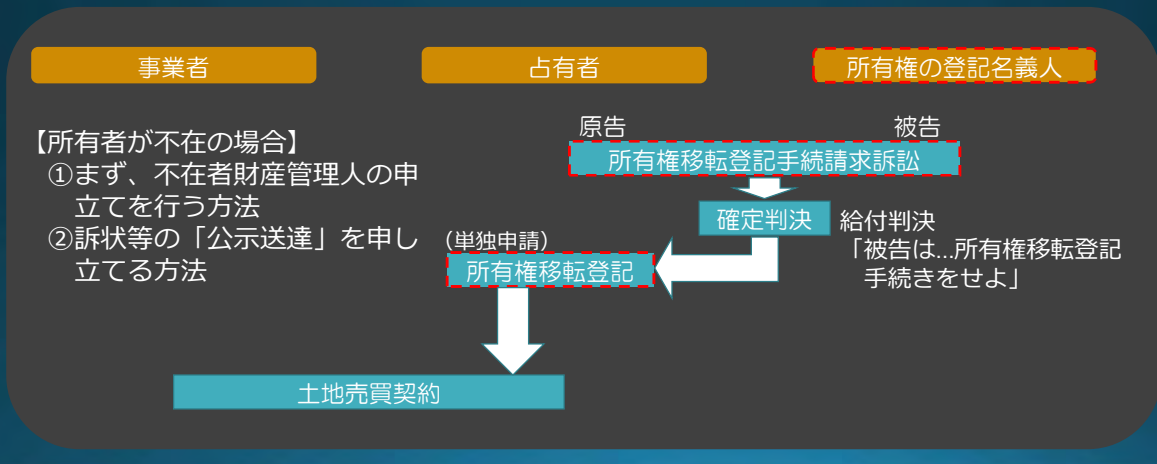 事業者
占有者
所有権の登記名義人
【所有者が不在の場合】
①まず、不在者財産管理人の申
立てを行う方法
②訴状等の「公示送達」を申し
立てる方法
原告
被告
所有権移転登記手続請求訴訟
確定判決
給付判決
「被告は…所有権移転登記
手続きをせよ」
（単独申請）
所有権移転登記
土地売買契約